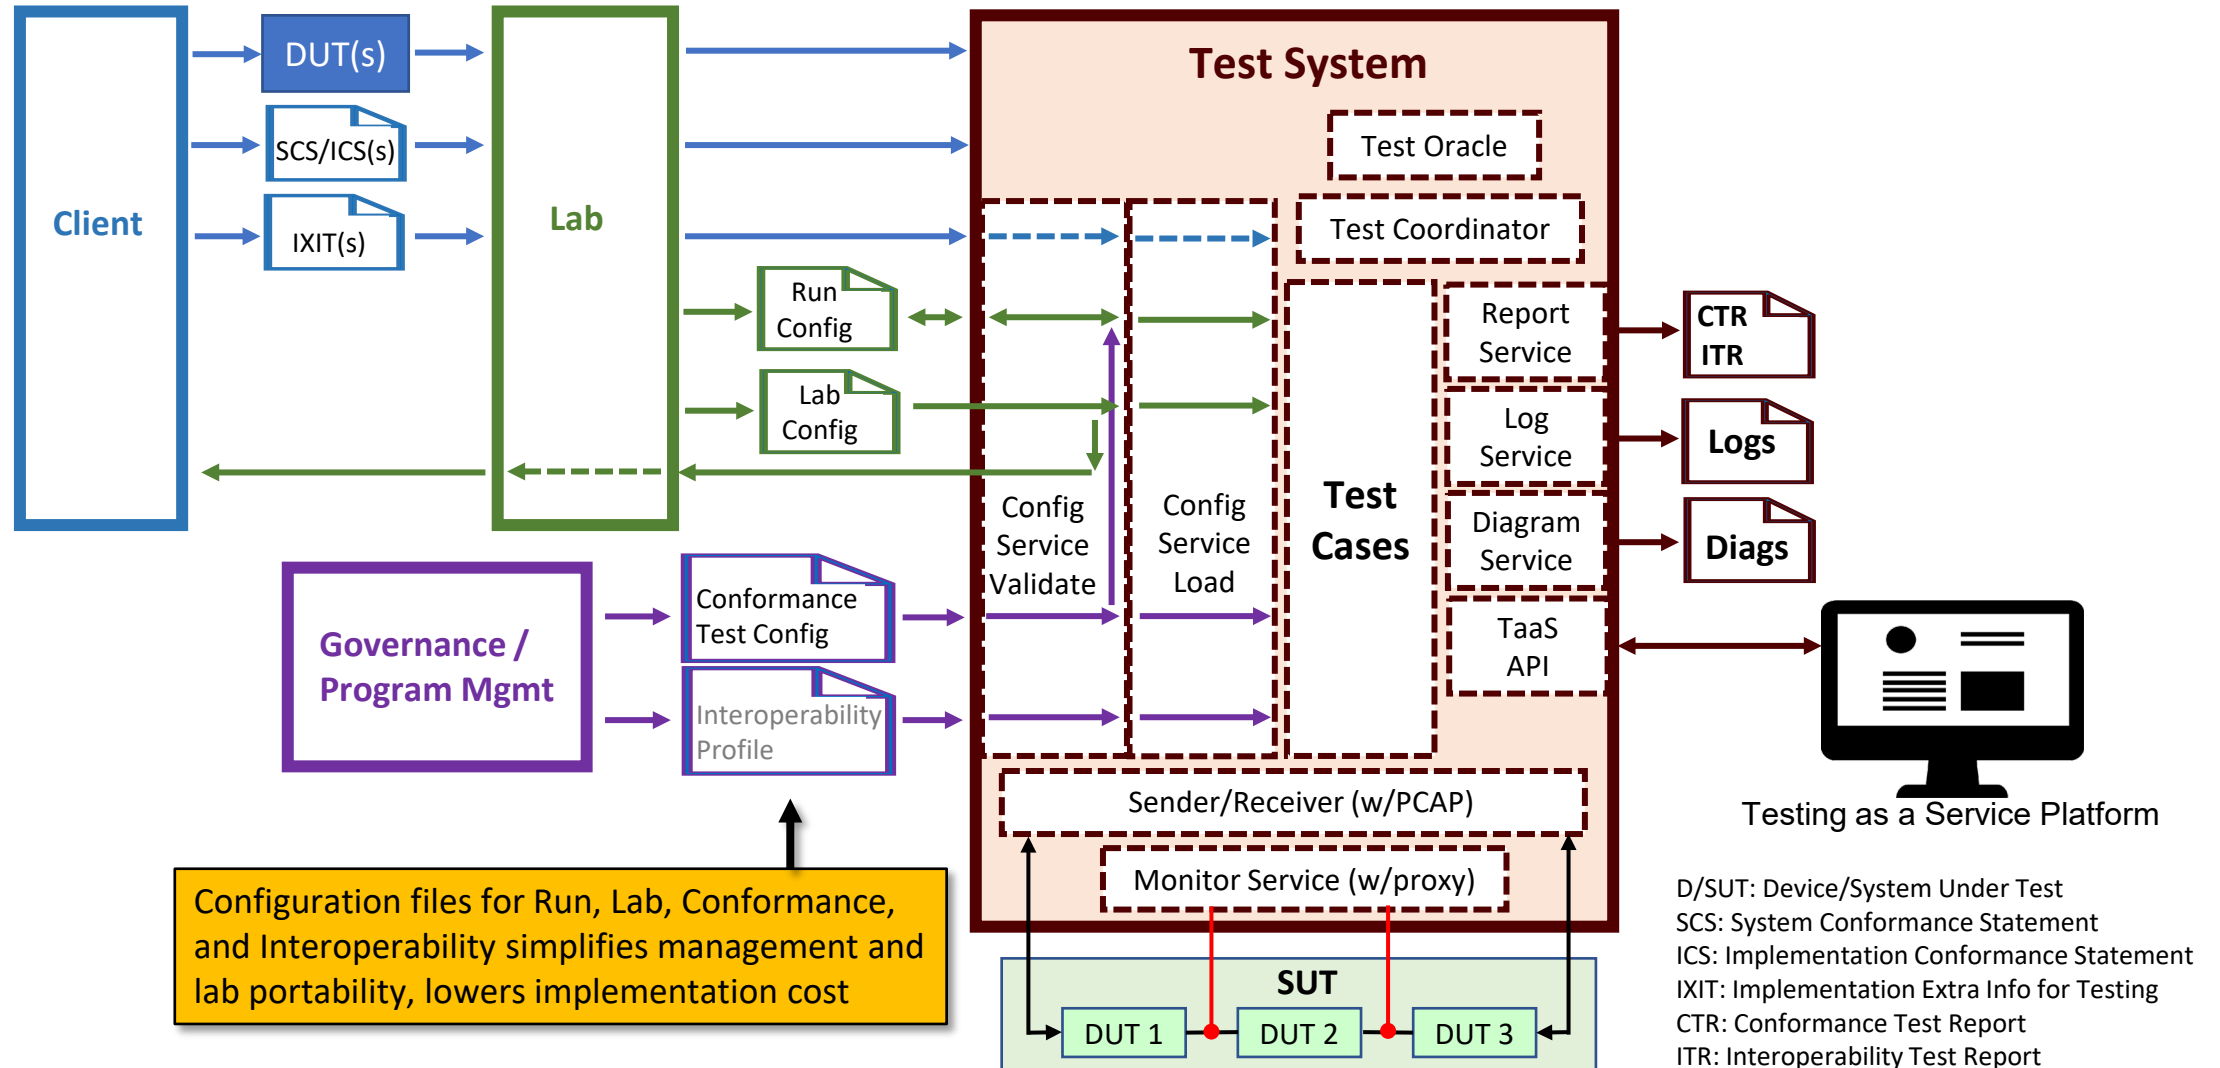 DUT(s)
SCS/ICS(s)
IXIT(s)
Client
Lab
Run
Config
Lab
Config
Governance /
Program Mgmt
Conformance
Test Config
Interoperability
Profile
Configuration files for Run, Lab, Conformance,
and Interoperability simplifies management and
lab portability, lowers implementation cost
Test System
Test Oracle
Test Coordinator
Config
Service
Validate
Config
Service
Load
Test
Cases
Report
Service
Log
Service
Diagram
Service
TaaS
API
Sender/Receiver (w/PCAP)
Monitor Service (w/proxy)
SUT
DUT 1
DUT 2
DUT 3
CTR
ITR
Logs
Diags
Testing as a Service Platform
D/SUT: Device/System Under Test
SCS: System Conformance Statement
ICS: Implementation Conformance Statement
IXIT: Implementation Extra Info for Testing
CTR: Conformance Test Report
ITR: Interoperability Test Report